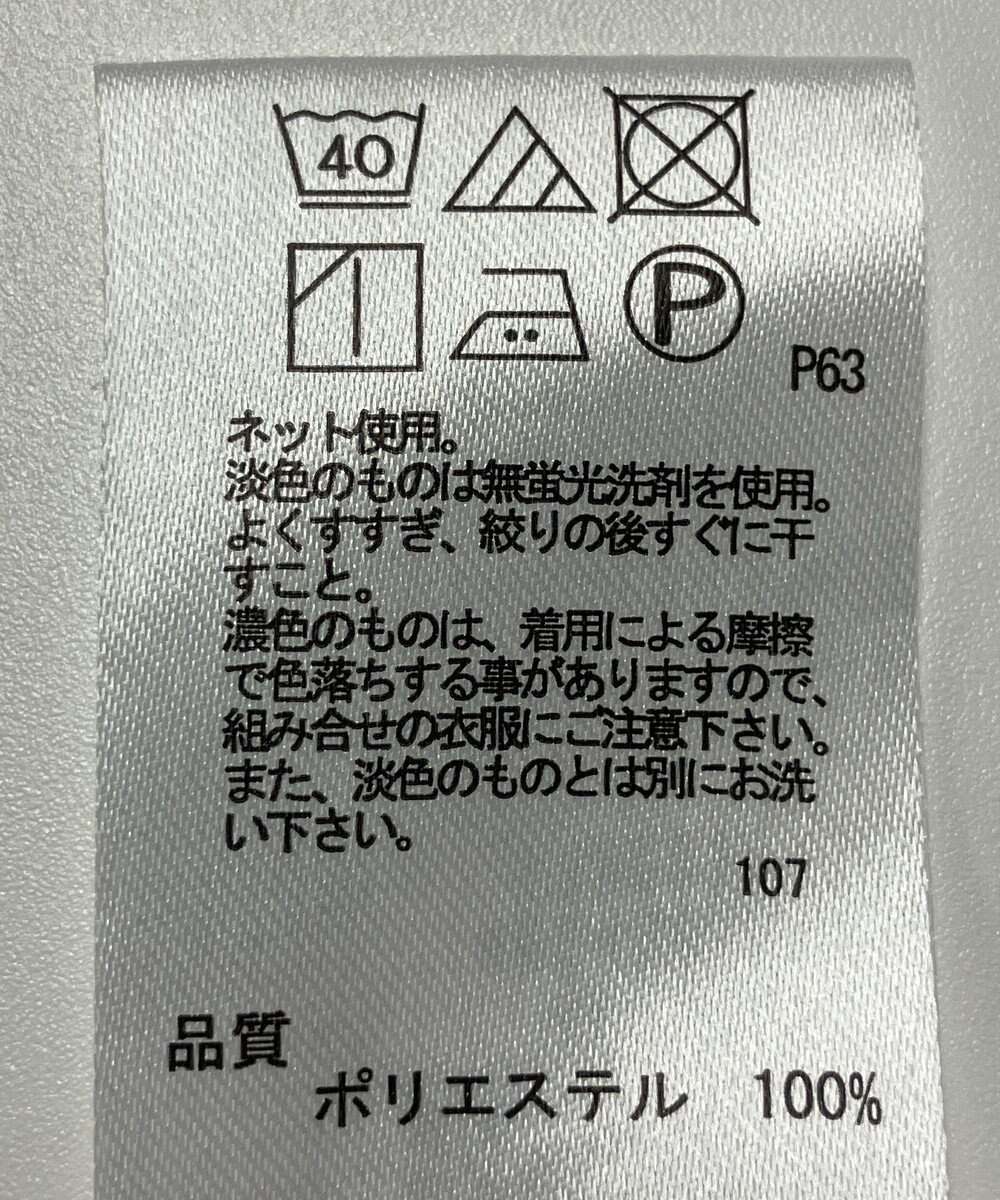 40
P
P63
ネット使用。
淡色のものは無蛍光洗剤を使用。
よくすすぎ、絞りの後すぐに干
すこと。
濃色のものは、着用による摩擦
で色落ちする事がありますので、
組み合せの衣服にご注意下さい。
また、淡色のものとは別にお洗
い下さい。
107
品質
ポリエステル 100%